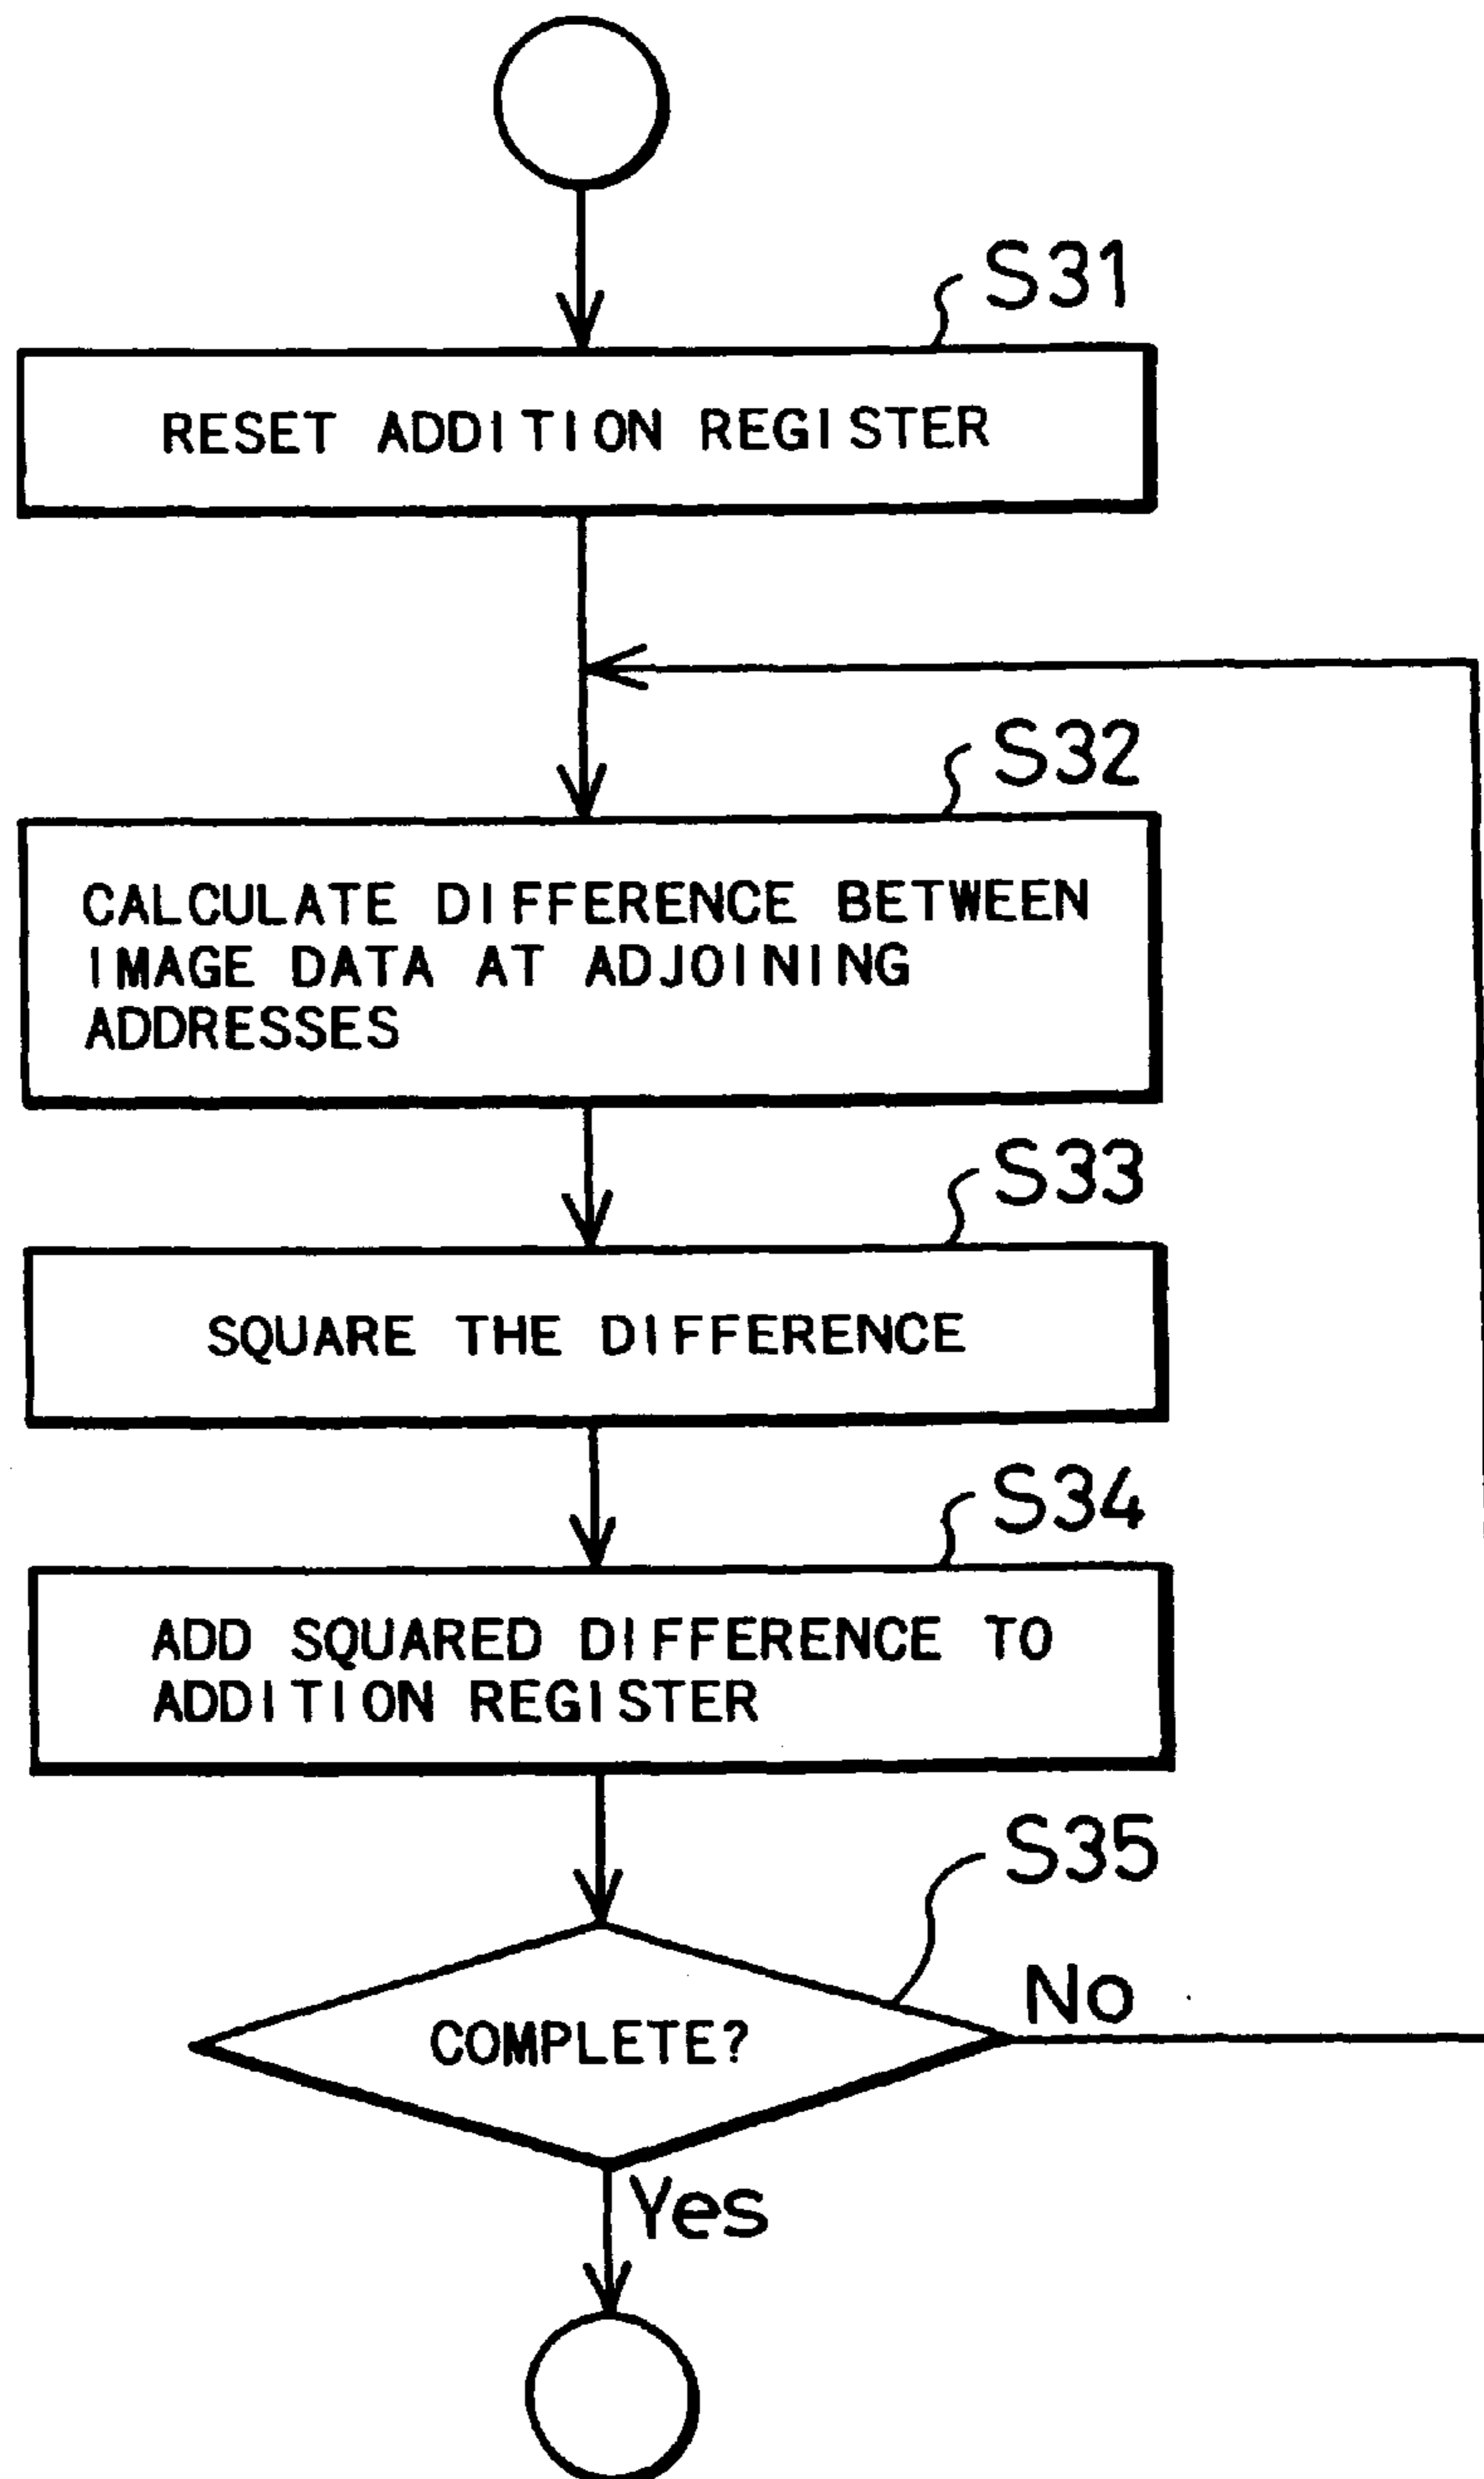 S31
RESET ADDITION REGISTER
S32
CALCULATE DIFFERENCE BETWEEN
IMAGE DATA AT ADJOINING
ADDRESSES
S33
SQUARE THE DIFFERENCE
S34
ADD SQUARED DIFFERENCE TO
ADDITION REGISTER
S35
COMPLETE?
No
Yes